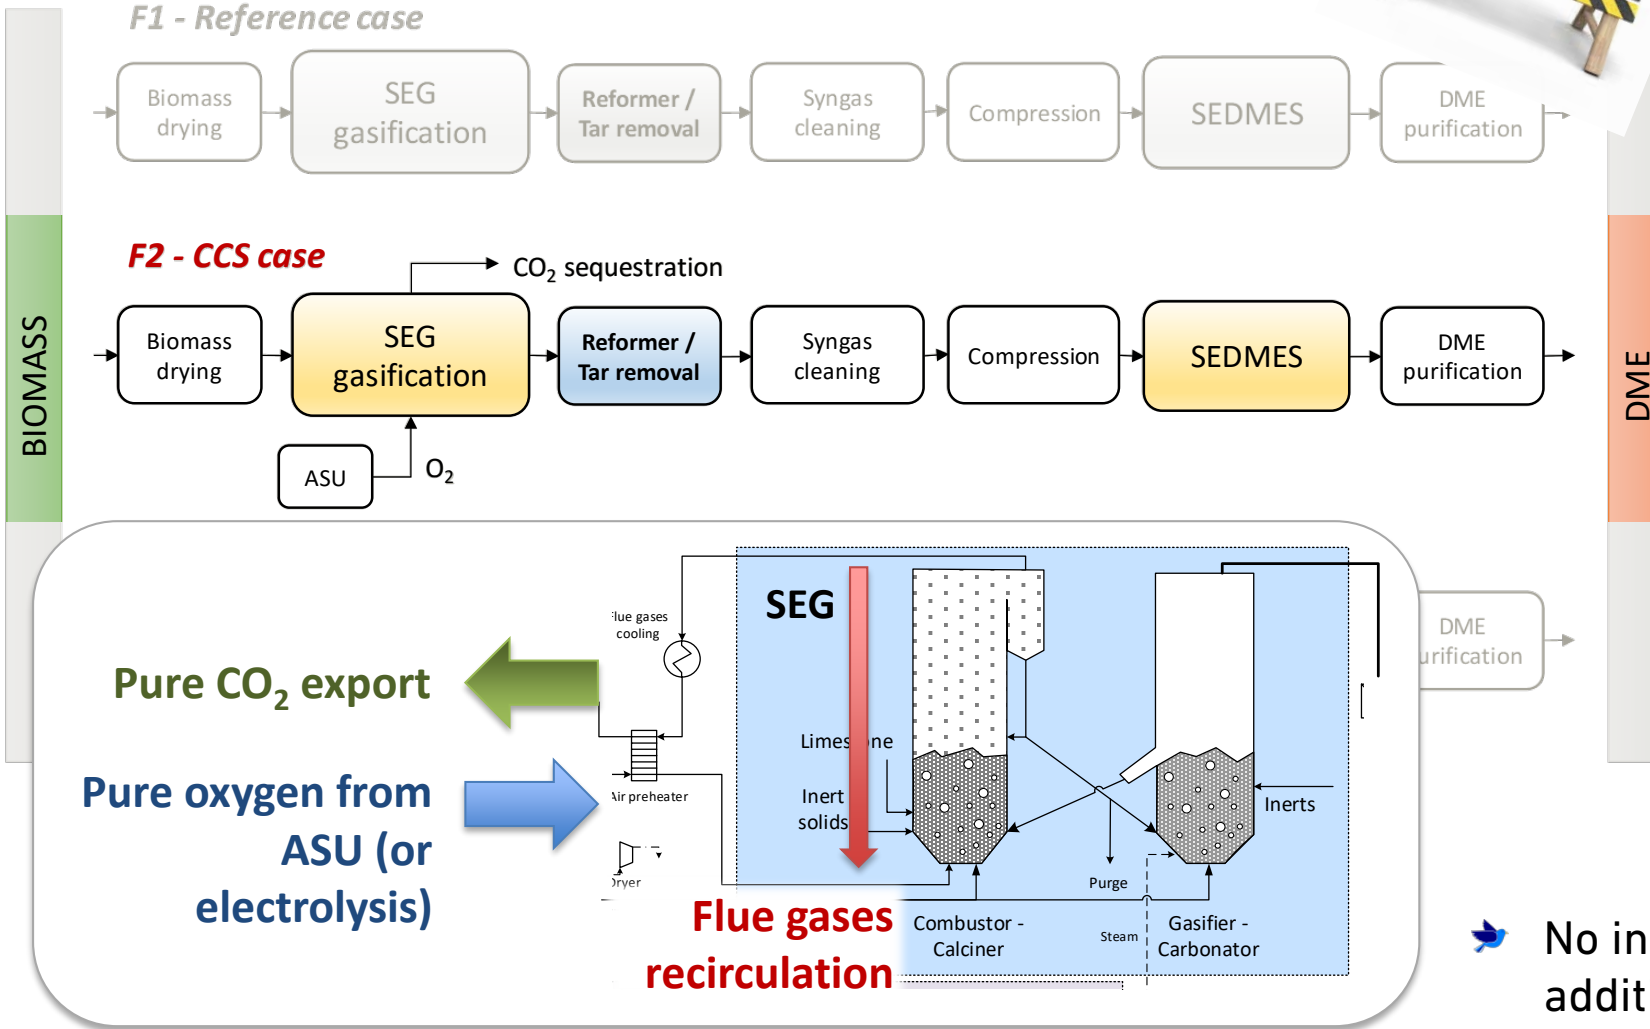 F1 - Reference case
Biomass
drying
SEG
gasification
Reformer /
Tar removal
Syngas
cleaning
Compression
SEDMES
DME
purification
BIOMASS
DME
F2 - CCS case
CO₂ sequestration
Biomass
drying
SEG
gasification
Reformer /
Tar removal
Syngas
cleaning
Compression
SEDMES
DME
purification
ASU
O₂
DME
SEG
gases
cooling
Pure CO₂ export
Limestone
Pure oxygen from
ASU (or
electrolysis)
Air preheater
Inert
solids
Inerts
Purge
Flue gases
recirculation
Combustor -
Calciner
Steam
Gasifier -
Carbonator
No